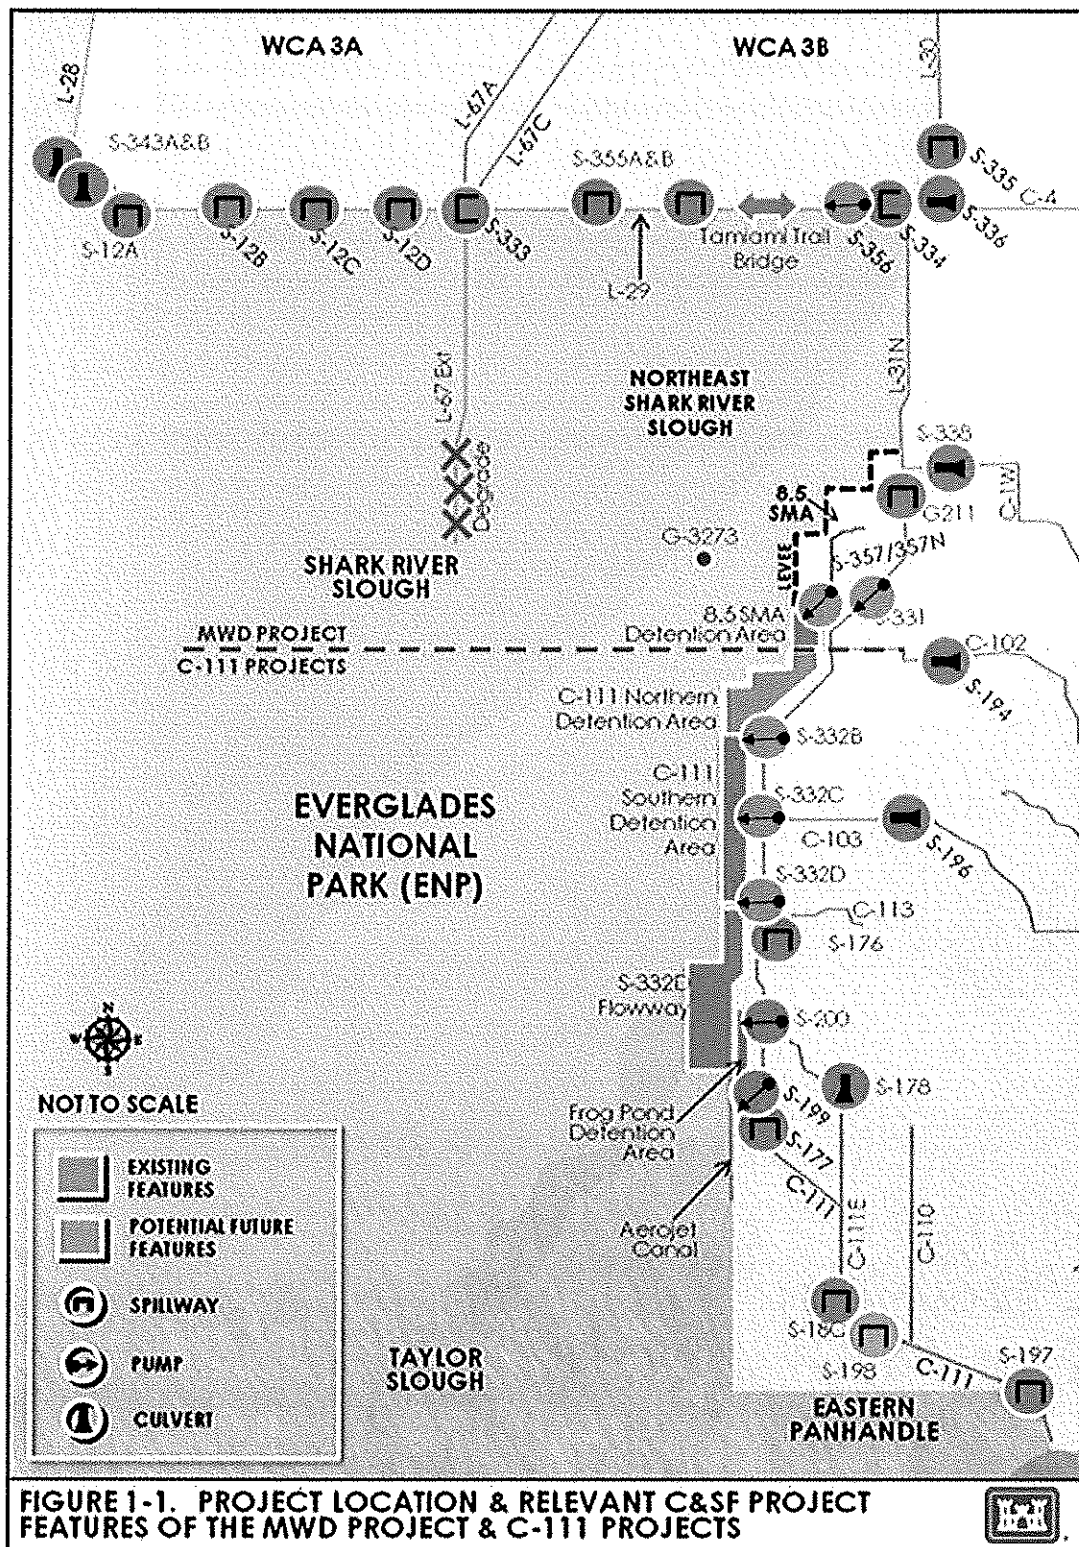 WCA 3A
WCA 3B
L-28
L-67A
L-67C
L-30
S-343A&B
S-355A&B
S-335
C-4
S-336
S-12A
S-12B
S-12C
S-12D
S-333
L-29
Tamiami Trail
Bridge
S-356
S-334
L-67 Ext
Degrade
NORTHEAST
SHARK RIVER
SLOUGH
L-31N
S-338
C-1W
8.5
SMA
G211
G-3273
LEVEE
S-357/357N
SHARK RIVER
SLOUGH
8.5 SMA
Detention Area
S-331
MWD PROJECT
C-111 PROJECTS
C-102
S-194
C-111 Northern
Detention Area
S-332B
C-111
Southern
Detention
Area
S-332C
C-103
S-196
EVERGLADES
NATIONAL
PARK (ENP)
S-332D
C-113
S-176
S-332D
Flowway
S-200
N
W
E
S
NOT TO SCALE
S-178
S-199
Frog Pond
Detention
Area
S-177
C-111
C-111E
C-110
Aerojet
Canal
EXISTING
FEATURES
POTENTIAL FUTURE
FEATURES
SPILLWAY
PUMP
CULVERT
S-18C
S-198
C-111
S-197
TAYLOR
SLOUGH
EASTERN
PANHANDLE
FIGURE 1-1. PROJECT LOCATION & RELEVANT C&SF PROJECT
FEATURES OF THE MWD PROJECT & C-111 PROJECTS